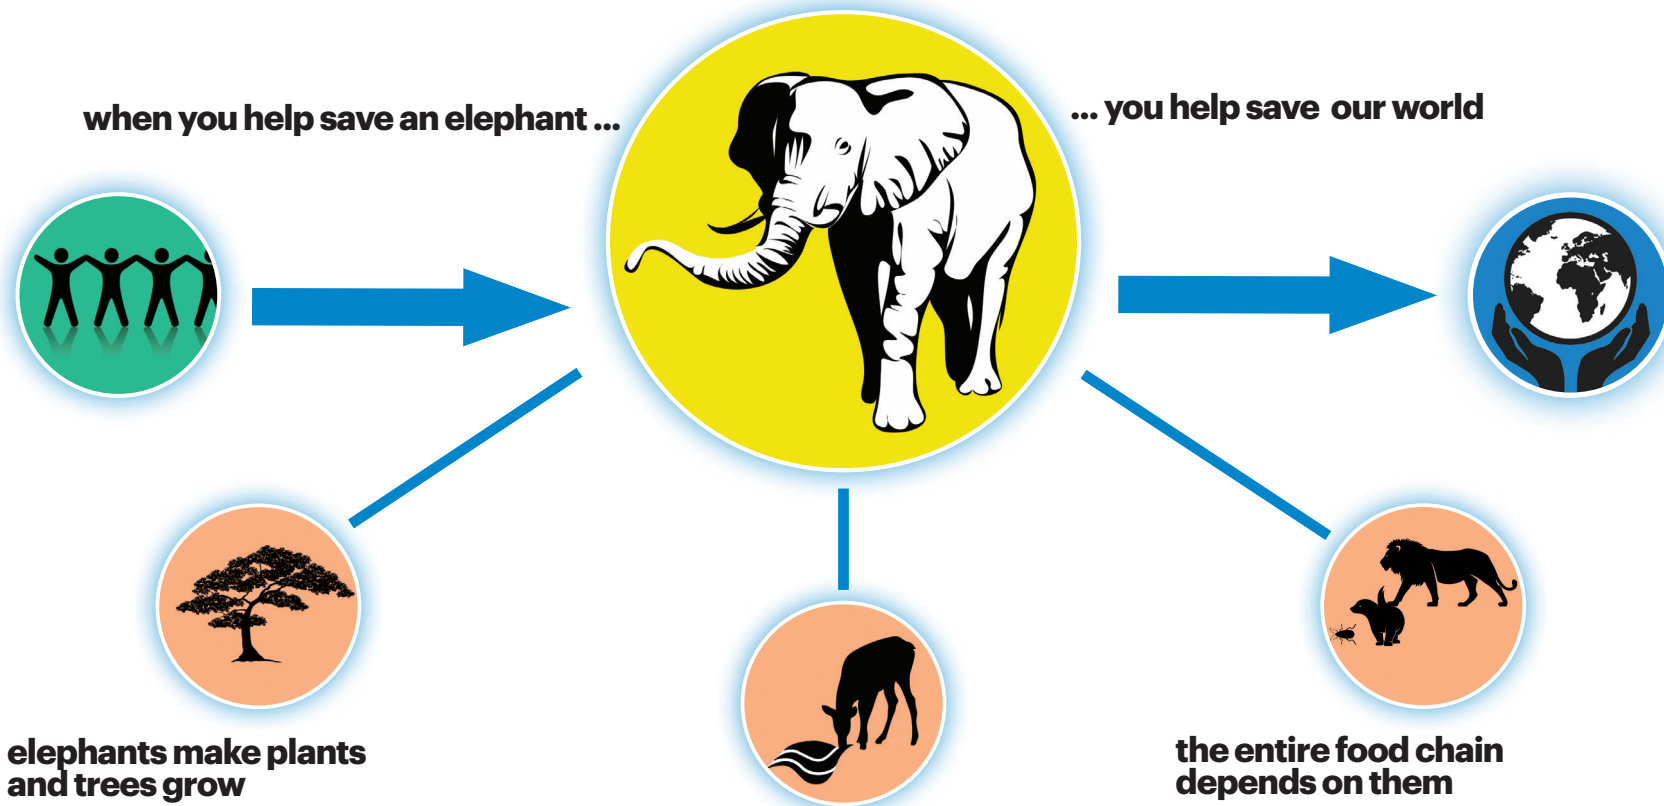 when you help save an elephant ...
... you help save our world
elephants make plants
and trees grow
the entire food chain
depends on them